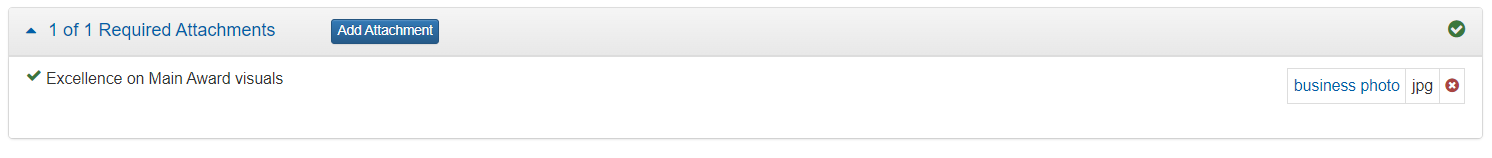 1 of 1 Required Attachments Add Attachment
Excellence on Main Award visuals
business photo jpg